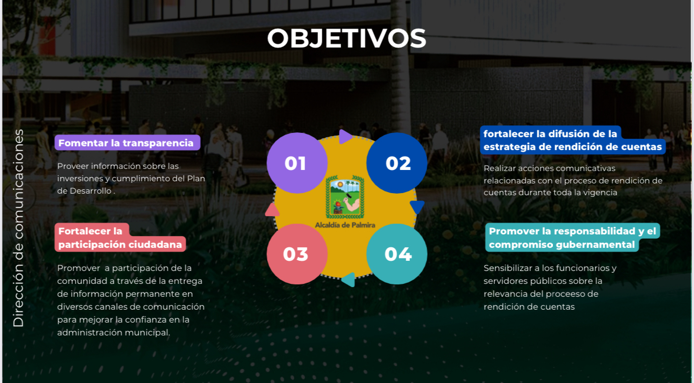 OBJETIVOS
Dirección de comunicaciones
Fomentar la transparencia
Proveer información sobre las
inversiones y cumplimiento del Plan
de Desarrollo .
01
02
fortalecer la difusión de la
estrategia de rendición de cuentas
Realizar acciones comunicativas
relacionadas con el proceso de rendición de
cuentas durante toda la vigencia
Alcaldía de Palmira
Fortalecer la
participación ciudadana
Promover a participación de la
comunidad a través dé la entrega
de información permanente en
diversos canales de comunicación
para mejorar la confianza en la
administración municipal.
03
04
Promover la responsabilidad y el
compromiso gubernamental
Sensibilizar a los funcionarios y
servidores públicos sobre la
relevancia del proceeso de
rendición de cuentas